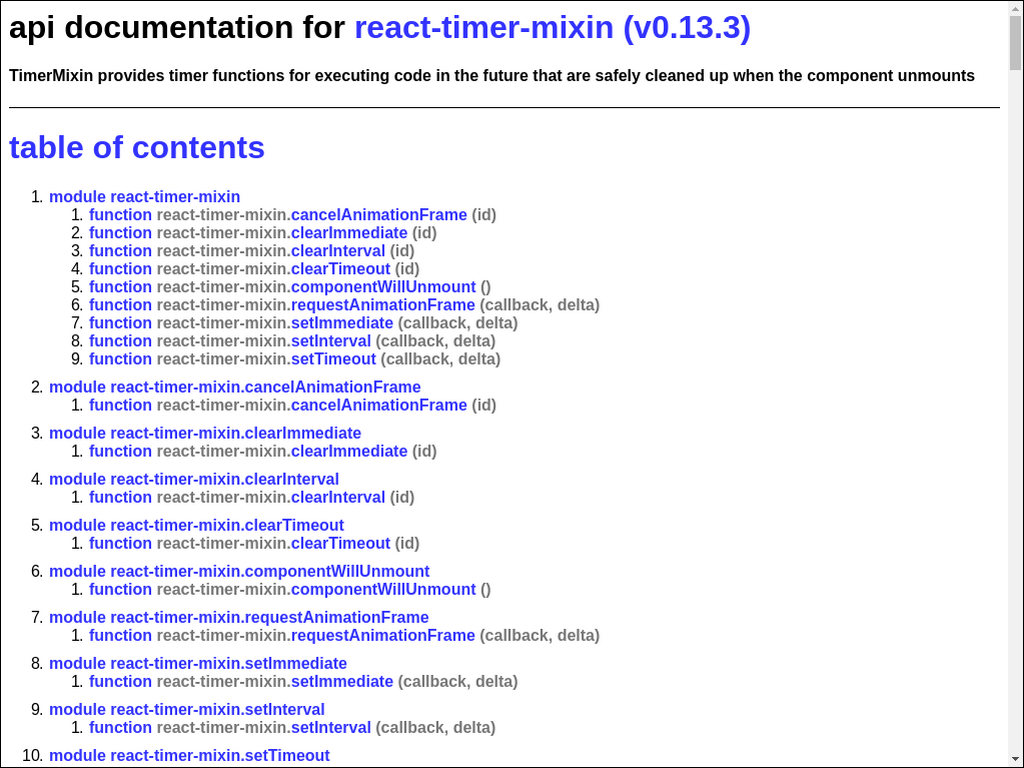 api documentation for react-timer-mixin (v0.13.3)
TimerMixin provides timer functions for executing code in the future that are safely cleaned up when the component unmounts
table of contents
1. module react-timer-mixin
1. function react-timer-mixin.cancelAnimationFrame (id)
2. function react-timer-mixin.clearImmediate (id)
3. function react-timer-mixin.clearInterval (id)
4. function react-timer-mixin.clearTimeout (id)
5. function react-timer-mixin.componentWillUnmount ()
6. function react-timer-mixin.requestAnimationFrame (callback, delta)
7. function react-timer-mixin.setImmediate (callback, delta)
8. function react-timer-mixin.setInterval (callback, delta)
9. function react-timer-mixin.setTimeout (callback, delta)
2. module react-timer-mixin.cancelAnimationFrame
1. function react-timer-mixin.cancelAnimationFrame (id)
3. module react-timer-mixin.clearImmediate
1. function react-timer-mixin.clearImmediate (id)
4. module react-timer-mixin.clearInterval
1. function react-timer-mixin.clearInterval (id)
5. module react-timer-mixin.clearTimeout
1. function react-timer-mixin.clearTimeout (id)
6. module react-timer-mixin.componentWillUnmount
1. function react-timer-mixin.componentWillUnmount ()
7. module react-timer-mixin.requestAnimationFrame
1. function react-timer-mixin.requestAnimationFrame (callback, delta)
8. module react-timer-mixin.setImmediate
1. function react-timer-mixin.setImmediate (callback, delta)
9. module react-timer-mixin.setInterval
1. function react-timer-mixin.setInterval (callback, delta)
10. module react-timer-mixin.setTimeout